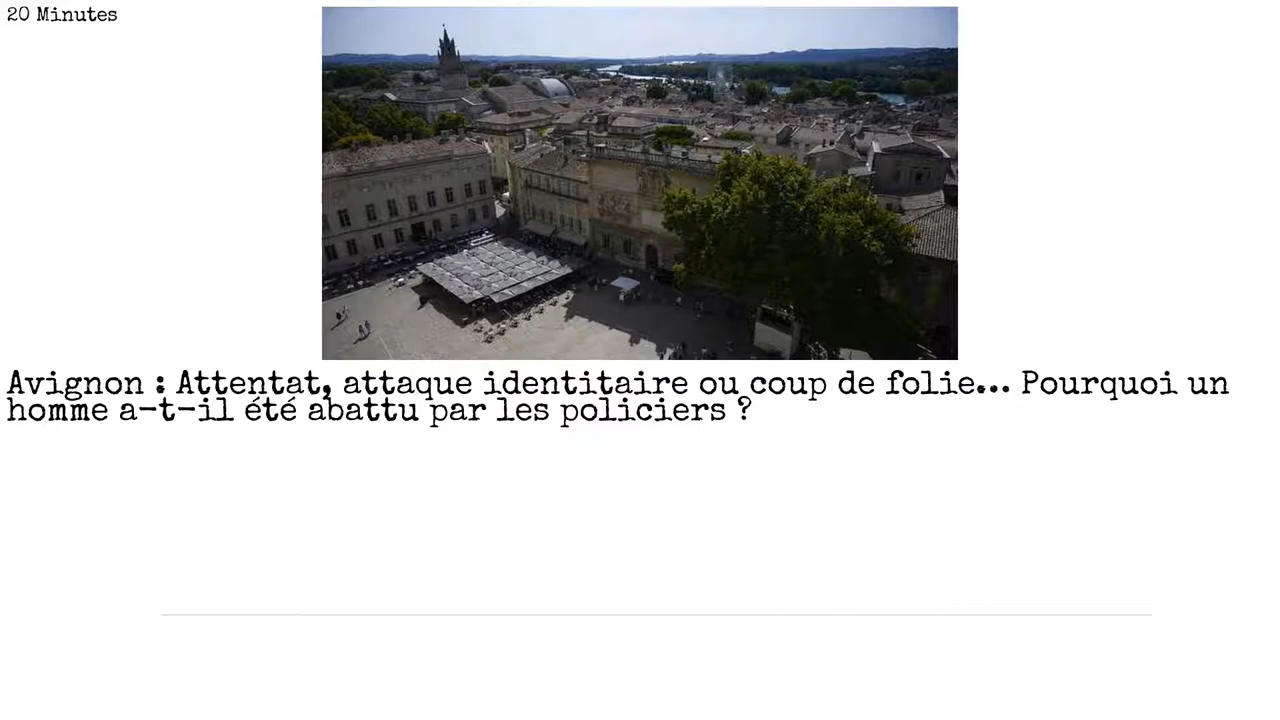 20 Minutes
Avignon : Attentat, attaque identitaire ou coup de folie... Pourquoi un
homme a-t-il été abattu par les policiers ?